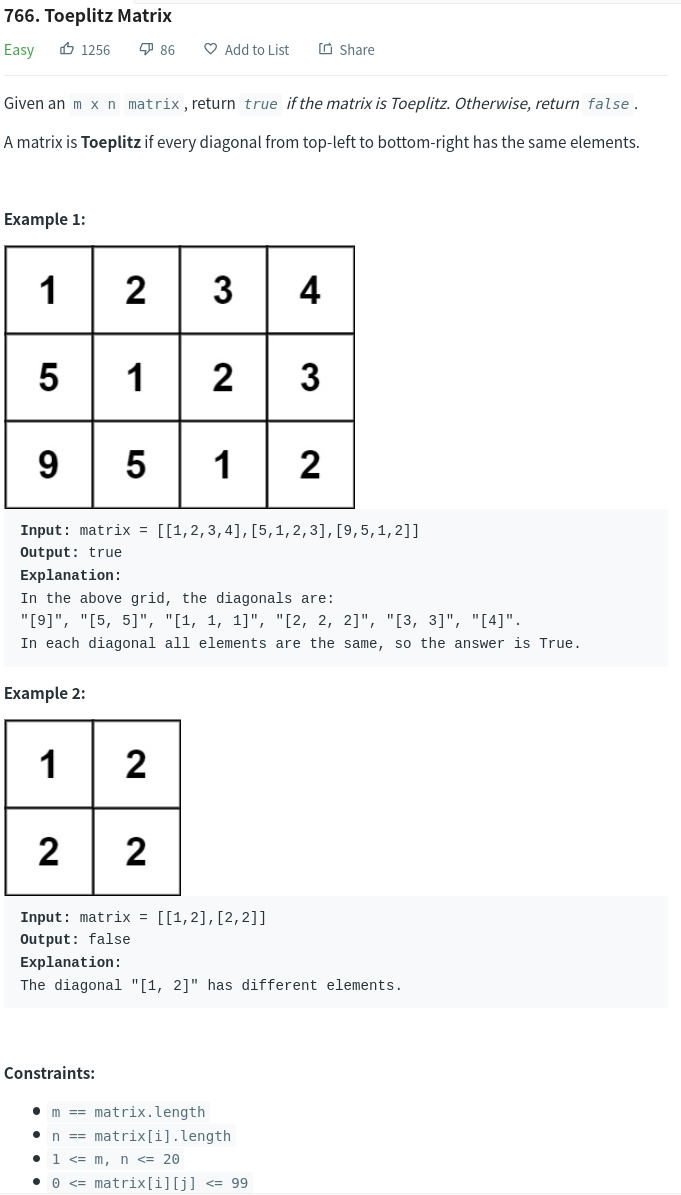 766. Toeplitz Matrix
Easy 1256 86 Add to List Share
Given an m x n matrix, return true if the matrix is Toeplitz. Otherwise, return false.
A matrix is Toeplitz if every diagonal from top-left to bottom-right has the same elements.
Example 1:
1 2 3 4
5 1 2 3
9 5 1 2
Input: matrix = [[1,2,3,4],[5,1,2,3],[9,5,1,2]]
Output: true
Explanation:
In the above grid, the diagonals are:
"[9]", "[5, 5]", "[1, 1, 1]", "[2, 2, 2]", "[3, 3]", "[4]".
In each diagonal all elements are the same, so the answer is True.
Example 2:
1 2
2 2
Input: matrix = [[1,2],[2,2]]
Output: false
Explanation:
The diagonal "[1, 2]" has different elements.
Constraints:
• m == matrix.length
• n == matrix[i].length
• 1 <= m, n <= 20
• 0 <= matrix[i][j] <= 99